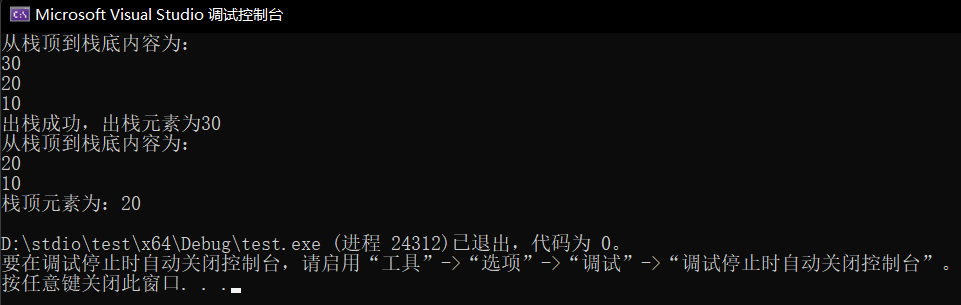 Microsoft Visual Studio 调试控制台
从栈顶到栈底内容为:
30
20
10
出栈成功，出栈元素为30
从栈顶到栈底内容为:
20
10
栈顶元素为: 20
D:\stdio\test\x64\Debug\test.exe (进程 24312)已退出，代码为 0。
要在调试停止时自动关闭控制台，请启用“工具”->“选项”->“调试”->“调试停止时自动关闭控制台”。
按任意键关闭此窗口. . .